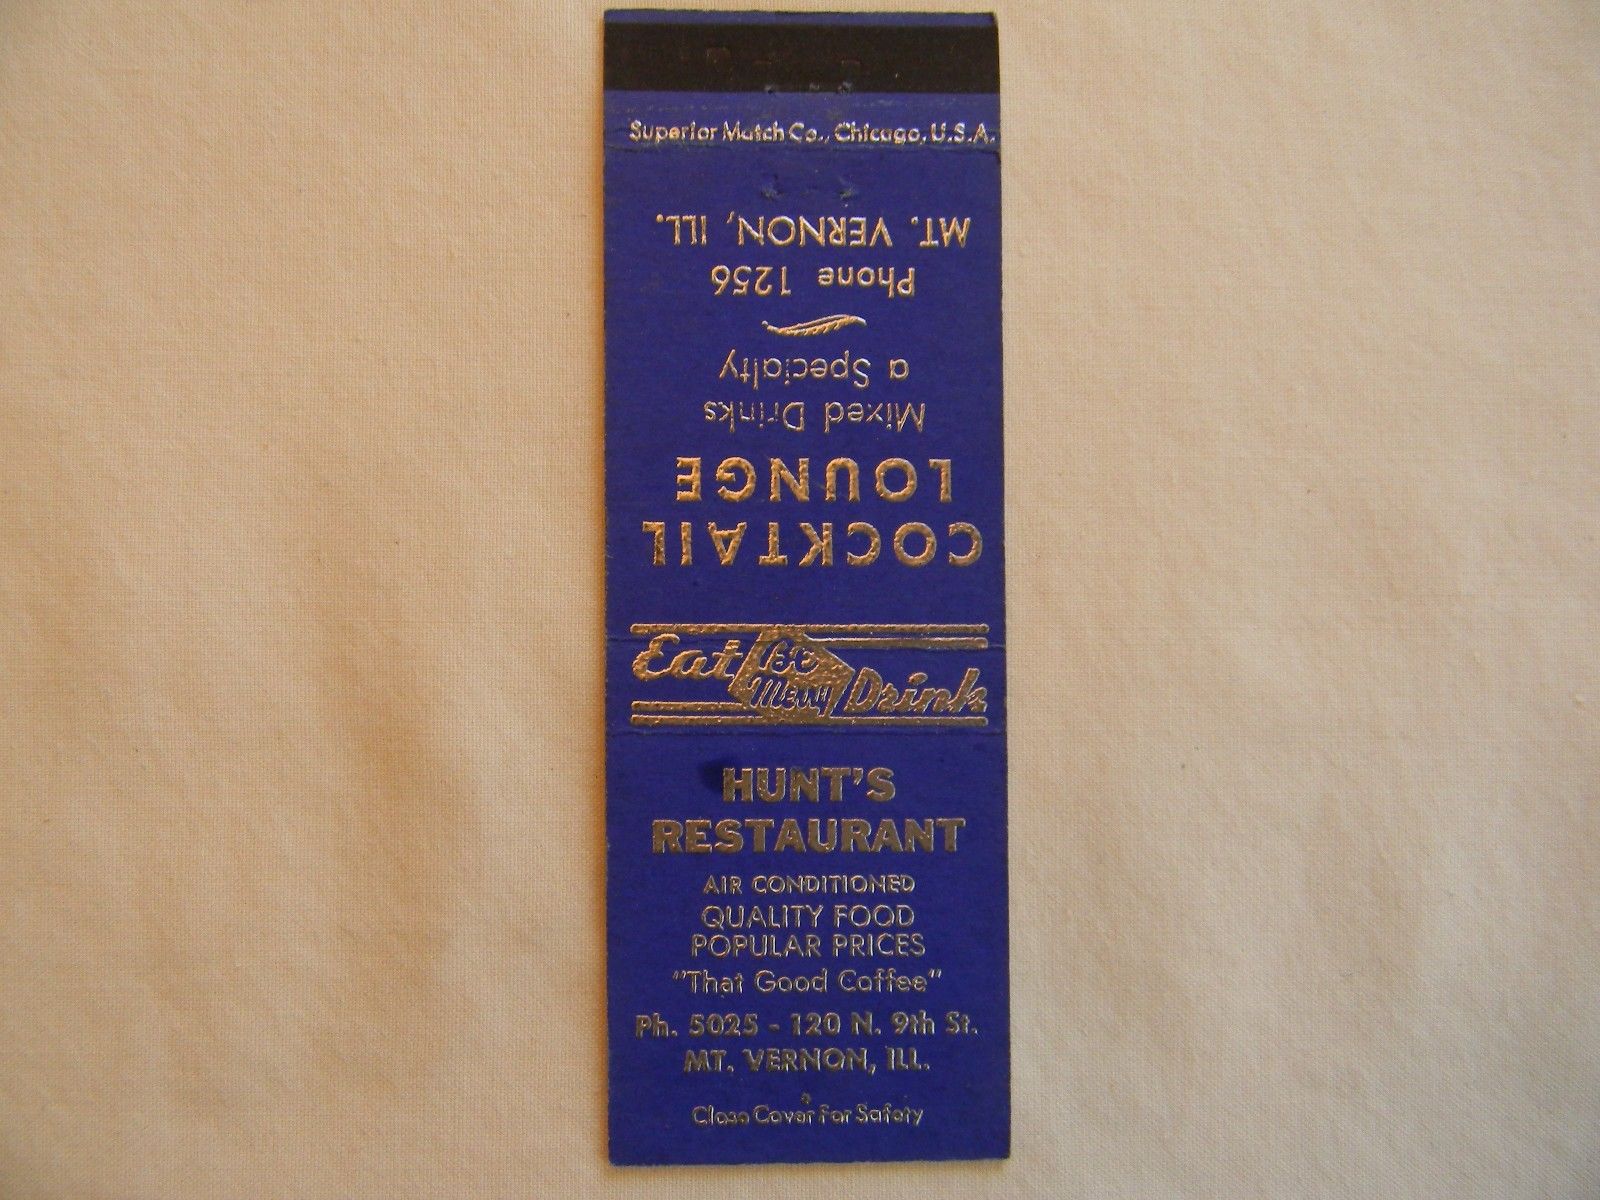 Superior Match Co., Chicago, U.S.A.
COCKTAIL
LOUNGE
Mixed Drinks
a Specialty
Phone 1256
MT. VERNON, ILL.
Eat Be Merry Drink
HUNT'S
RESTAURANT
AIR CONDITIONED
QUALITY FOOD
POPULAR PRICES
"That Good Coffee"
Ph. 5025 - 120 N. 9th St.
MT. VERNON, ILL.
Close Cover For Safety